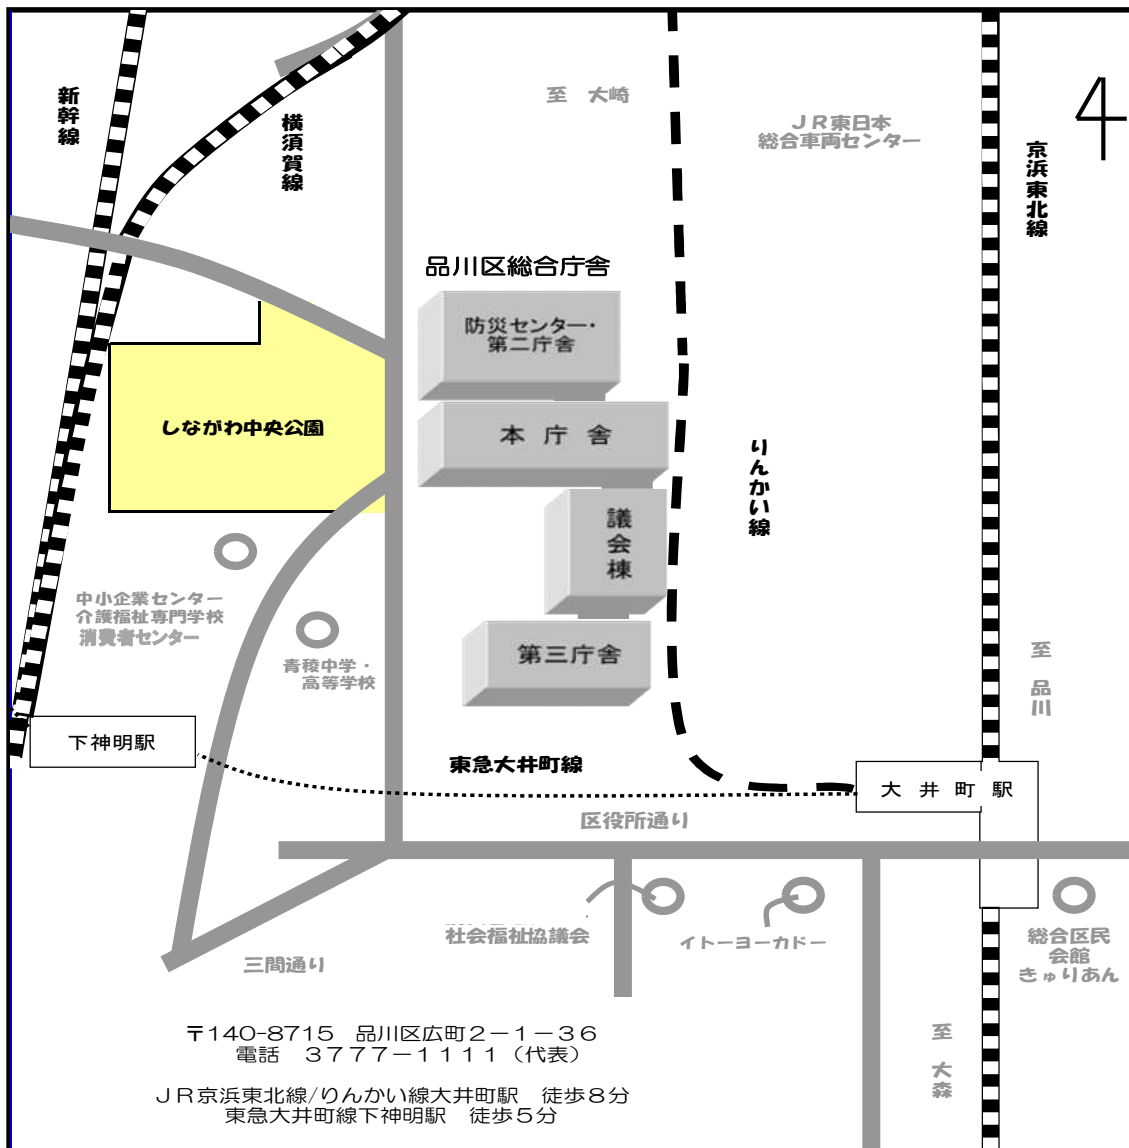 新幹線
横須賀線
至 大崎
ＪＲ東日本
総合車両センター
京浜東北線
品川区総合庁舎
防災センター・
第二庁舎
本庁舎
しながわ中央公園
りんかい線
議会棟
中小企業センター
介護福祉専門学校
消費者センター
青稜中学・
高等学校
第三庁舎
至 品川
下神明駅
東急大井町線
大井町駅
区役所通り
社会福祉協議会
イトーヨーカドー
総合区民
会館
きゅりあん
三間通り
至 大森
〒140-8715　品川区広町２－１－３６
電話　３７７７－１１１１（代表）
ＪＲ京浜東北線/りんかい線大井町駅　徒歩８分
東急大井町線下神明駅　徒歩５分